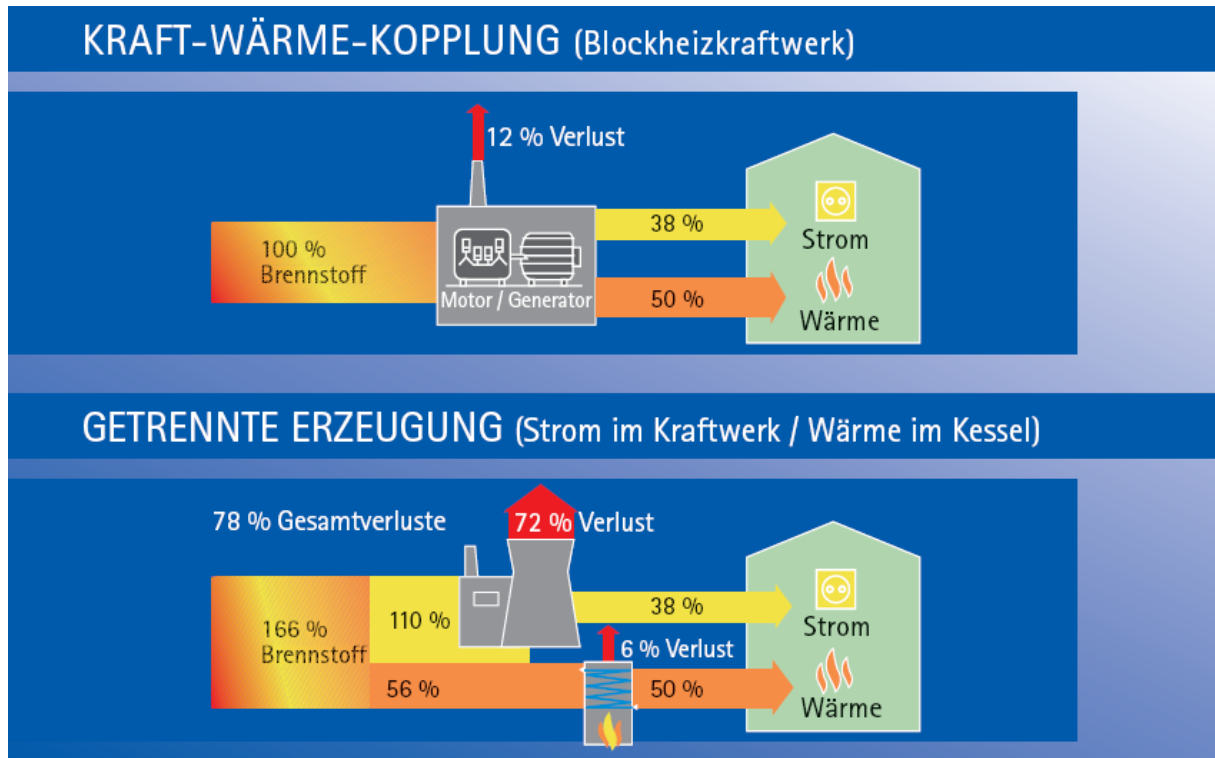 KRAFT-WÄRME-KOPPLUNG (Blockheizkraftwerk)
12 % Verlust
100 %
Brennstoff
Motor / Generator
38 %
50 %
Strom
Wärme
GETRENNTE ERZEUGUNG (Strom im Kraftwerk / Wärme im Kessel)
78 % Gesamtverluste
72 % Verlust
166 %
Brennstoff
110 %
56 %
38 %
6 % Verlust
50 %
Strom
Wärme